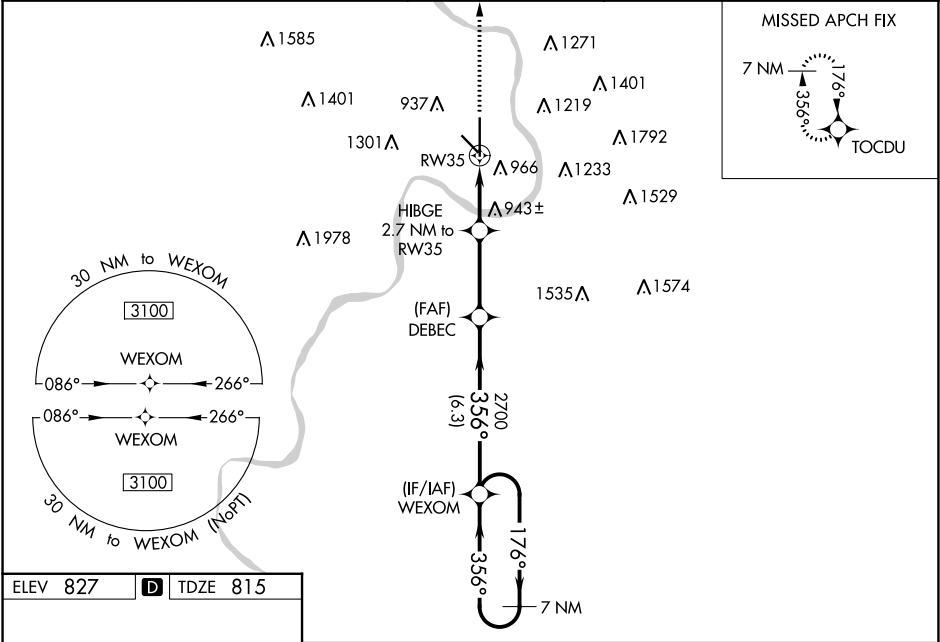 MISSED APCH FIX
7 NM
176°
356°
TOCDU
1585
1271
1401
1401
937
1219
1301
1792
RW35
966
1233
1529
HIBGE
2.7 NM to
RW35
943±
1978
1535
1574
(FAF)
DEBEC
30 NM to WEXOM
3100
WEXOM
086°
266°
086°
266°
WEXOM
3100
30 NM to WEXOM (NoPT)
2700
356°
(6.3)
(IF/IAF)
WEXOM
176°
356°
7 NM
ELEV 827 D TDZE 815